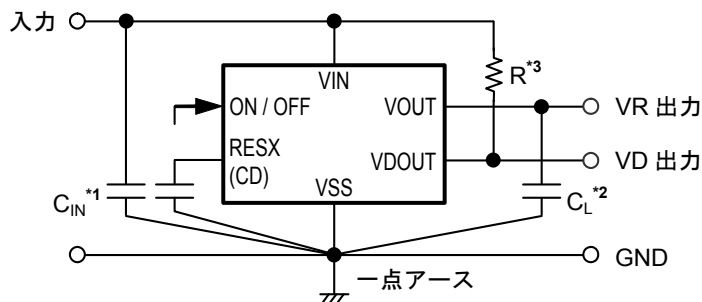 入力
VIN
R*3
ON / OFF
VOUT
VR 出力
RESX
(CD)
VDOUT
VD 出力
VSS
CIN*1
CL*2
GND
一点アース